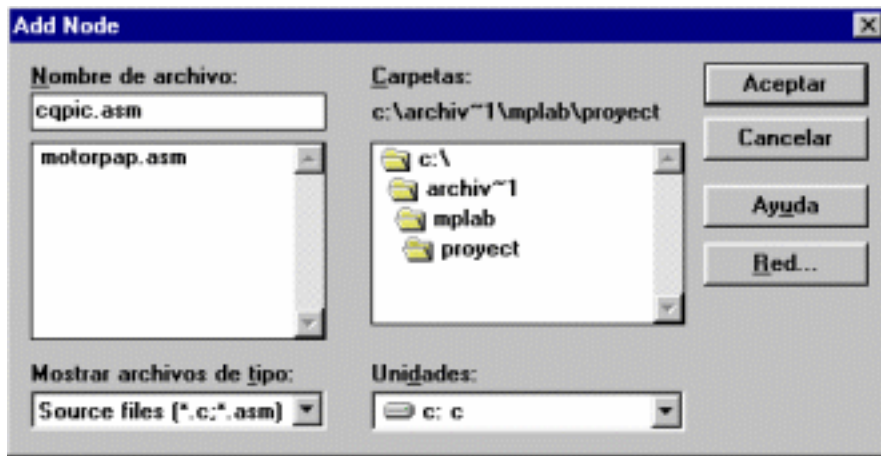 Add Node
Nombre de archivo:
cqpic.asm
motorpap.asm
Mostrar archivos de tipo:
Source files (*.c;*.asm)
Carpetas:
c:\archiv~1\mplab\proyect
c:\
archiv~1
mplab
proyect
Unidades:
c: c
Aceptar
Cancelar
Ayuda
Red...